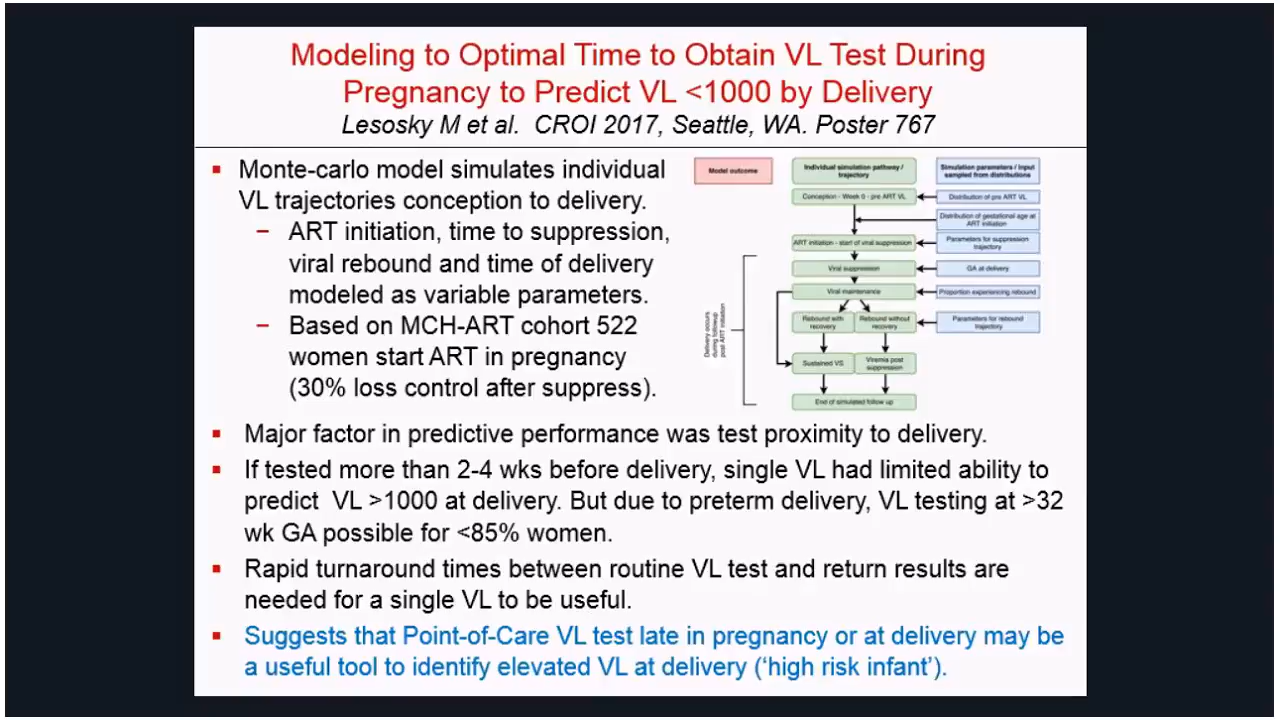 Modeling to Optimal Time to Obtain VL Test During
Pregnancy to Predict VL <1000 by Delivery
Lesosky M et al. CROI 2017, Seattle, WA. Poster 767
▪ Monte-carlo model simulates individual
VL trajectories conception to delivery.
− ART initiation, time to suppression,
viral rebound and time of delivery
modeled as variable parameters.
− Based on MCH-ART cohort 522
women start ART in pregnancy
(30% loss control after suppress).
Model outcome
Individual simulation pathway /
trajectory
Simulation parameters / input
sampled from distributions
Conception - Week 0 - pre ART VL
Distribution of pre ART VL
Distribution of gestational age at
ART initiation
ART initiation - start of viral suppression
Parameters for suppression
trajectory
Viral suppression
GA at delivery
Viral maintenance
Proportion experiencing rebound
Rebound with
recovery
Rebound without
recovery
Parameters for rebound
trajectory
Sustained VS
Viremia post
suppression
End of simulated follow up
Delivery occurs
during followup
post ART initiation
▪ Major factor in predictive performance was test proximity to delivery.
▪ If tested more than 2-4 wks before delivery, single VL had limited ability to
predict VL >1000 at delivery. But due to preterm delivery, VL testing at >32
wk GA possible for <85% women.
▪ Rapid turnaround times between routine VL test and return results are
needed for a single VL to be useful.
▪ Suggests that Point-of-Care VL test late in pregnancy or at delivery may be
a useful tool to identify elevated VL at delivery (‘high risk infant’).